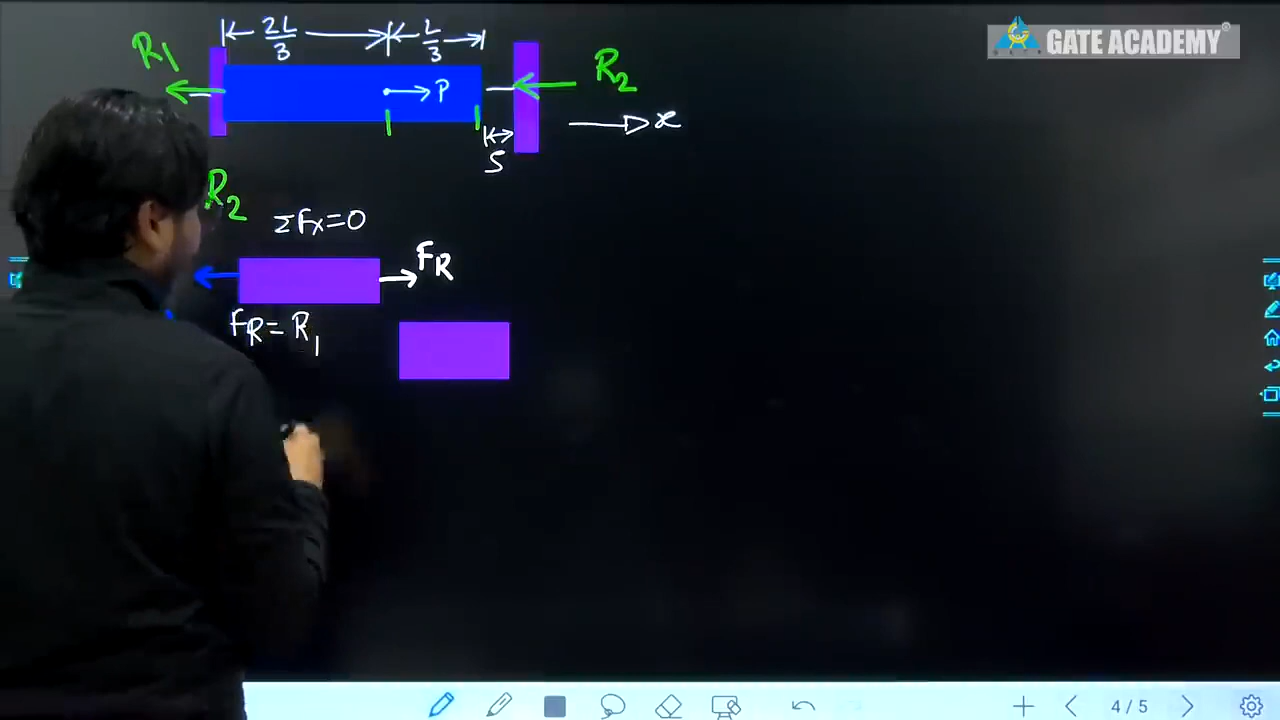 2L/3 L/3
R1 P R2
x
S
R2
ΣFx=0
FR
FR = R1
GATE ACADEMY®
4 / 5